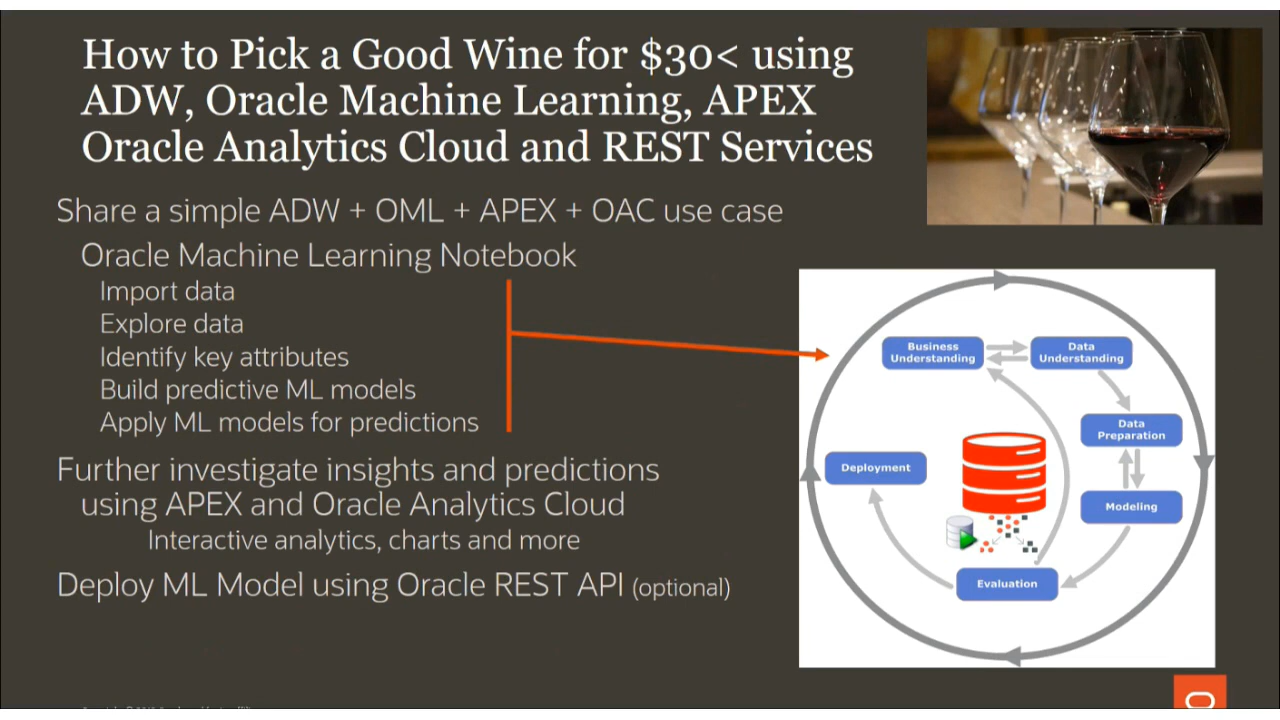 How to Pick a Good Wine for $30< using
ADW, Oracle Machine Learning, APEX
Oracle Analytics Cloud and REST Services
Share a simple ADW + OML + APEX + OAC use case
Oracle Machine Learning Notebook
Import data
Explore data
Identify key attributes
Build predictive ML models
Apply ML models for predictions
Further investigate insights and predictions
using APEX and Oracle Analytics Cloud
Interactive analytics, charts and more
Deploy ML Model using Oracle REST API (optional)
Business
Understanding
Data
Understanding
Data
Preparation
Modeling
Evaluation
Deployment